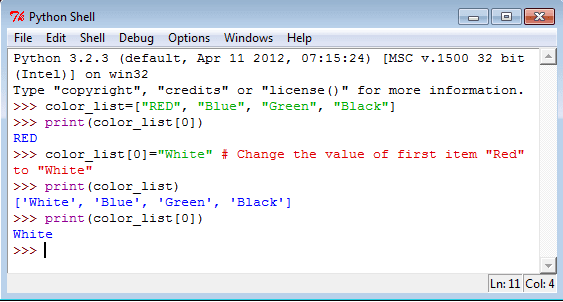 Python Shell
File Edit Shell Debug Options Windows Help
Python 3.2.3 (default, Apr 11 2012, 07:15:24) [MSC v.1500 32 bit
(Intel)] on win32
Type "copyright", "credits" or "license()" for more information.
>>> color_list=["RED", "Blue", "Green", "Black"]
>>> print(color_list[0])
RED
>>> color_list[0]="White" # Change the value of first item "Red"
to "White"
>>> print(color_list)
['White', 'Blue', 'Green', 'Black']
>>> print(color_list[0])
White
>>>
Ln: 11 Col: 4